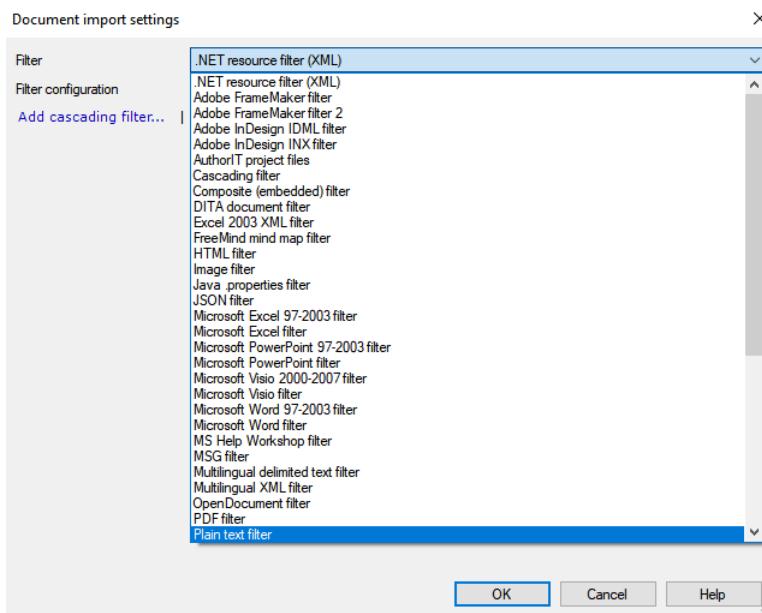 Document import settings
Filter
.NET resource filter (XML)
.NET resource filter (XML)
Filter configuration
Adobe FrameMaker filter
Adobe FrameMaker filter 2
Add cascading filter... |
Adobe InDesign IDML filter
Adobe InDesign INX filter
AuthorIT project files
Cascading filter
Composite (embedded) filter
DITA document filter
Excel 2003 XML filter
FreeMind mind map filter
HTML filter
Image filter
Java .properties filter
JSON filter
Microsoft Excel 97-2003 filter
Microsoft Excel filter
Microsoft PowerPoint 97-2003 filter
Microsoft PowerPoint filter
Microsoft Visio 2000-2007 filter
Microsoft Visio filter
Microsoft Word 97-2003 filter
Microsoft Word filter
MS Help Workshop filter
MSG filter
Multilingual delimited text filter
Multilingual XML filter
OpenDocument filter
PDF filter
Plain text filter
OK
Cancel
Help